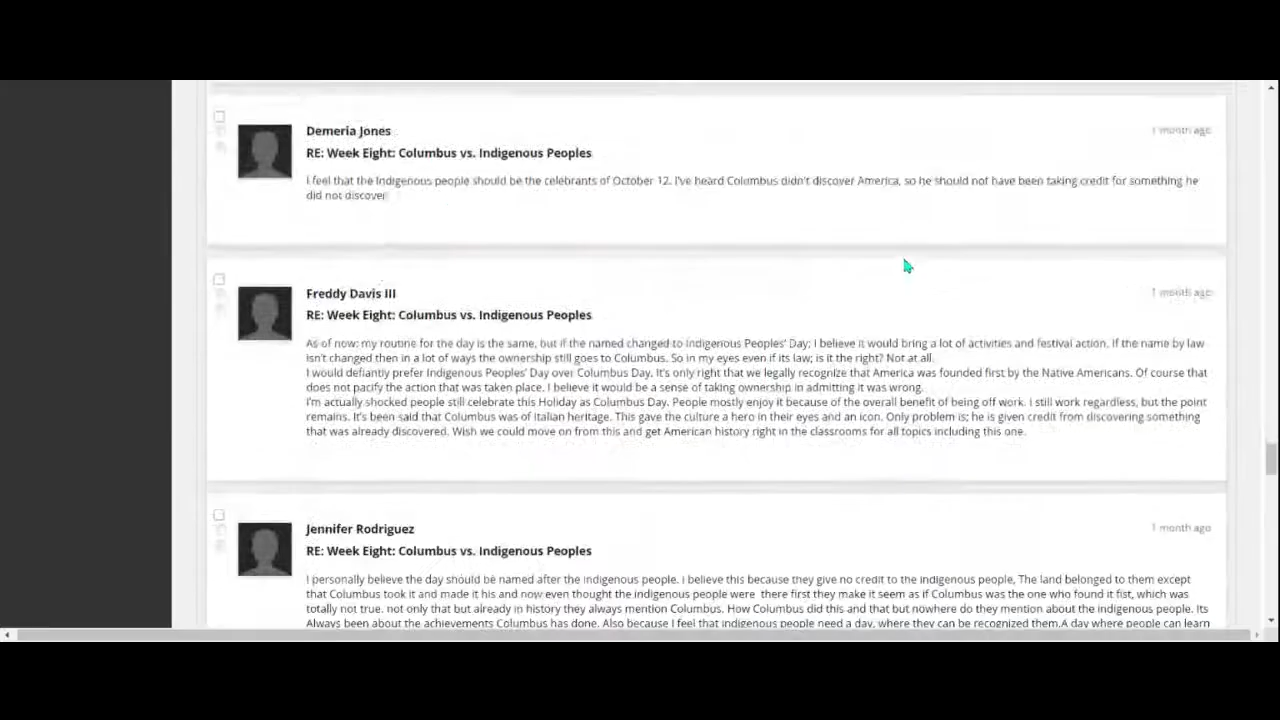 Demeria Jones
1 month ago
RE: Week Eight: Columbus vs. Indigenous Peoples
I feel that the Indigenous people should be the celebrants of October 12. I've heard Columbus didn't discover America, so he should not have been taking credit for something he
did not discover
Freddy Davis III
1 month ago
RE: Week Eight: Columbus vs. Indigenous Peoples
As of now: my routine for the day is the same, but if the named changed to Indigenous Peoples' Day; I believe it would bring a lot of activities and festival action. If the name by law
isn't changed then in a lot of ways the ownership still goes to Columbus. So in my eyes even if its law; is it the right? Not at all.
I would defiantly prefer Indigenous Peoples' Day over Columbus Day. It's only right that we legally recognize that America was founded first by the Native Americans. Of course that
does not pacify the action that was taken place. I believe it would be a sense of taking ownership in admitting it was wrong.
I'm actually shocked people still celebrate this Holiday as Columbus Day. People mostly enjoy it because of the overall benefit of being off work. I still work regardless, but the point
remains. It's been said that Columbus was of Italian heritage. This gave the culture a hero in their eyes and an icon. Only problem is; he is given credit from discovering something
that was already discovered. Wish we could move on from this and get American history right in the classrooms for all topics including this one.
Jennifer Rodriguez
1 month ago
RE: Week Eight: Columbus vs. Indigenous Peoples
I personally believe the day should be named after the indigenous people. I believe this because they give no credit to the indigenous people, The land belonged to them except
that Columbus took it and made it his and now even thought the indigenous people were there first they make it seem as if Columbus was the one who found it fist, which was
totally not true. not only that but already in history they always mention Columbus. How Columbus did this and that but nowhere do they mention about the indigenous people. Its
Always been about the achievements Columbus has done. Also because I feel that indigenous people need a day, where they can be recognized them.A day where people can learn